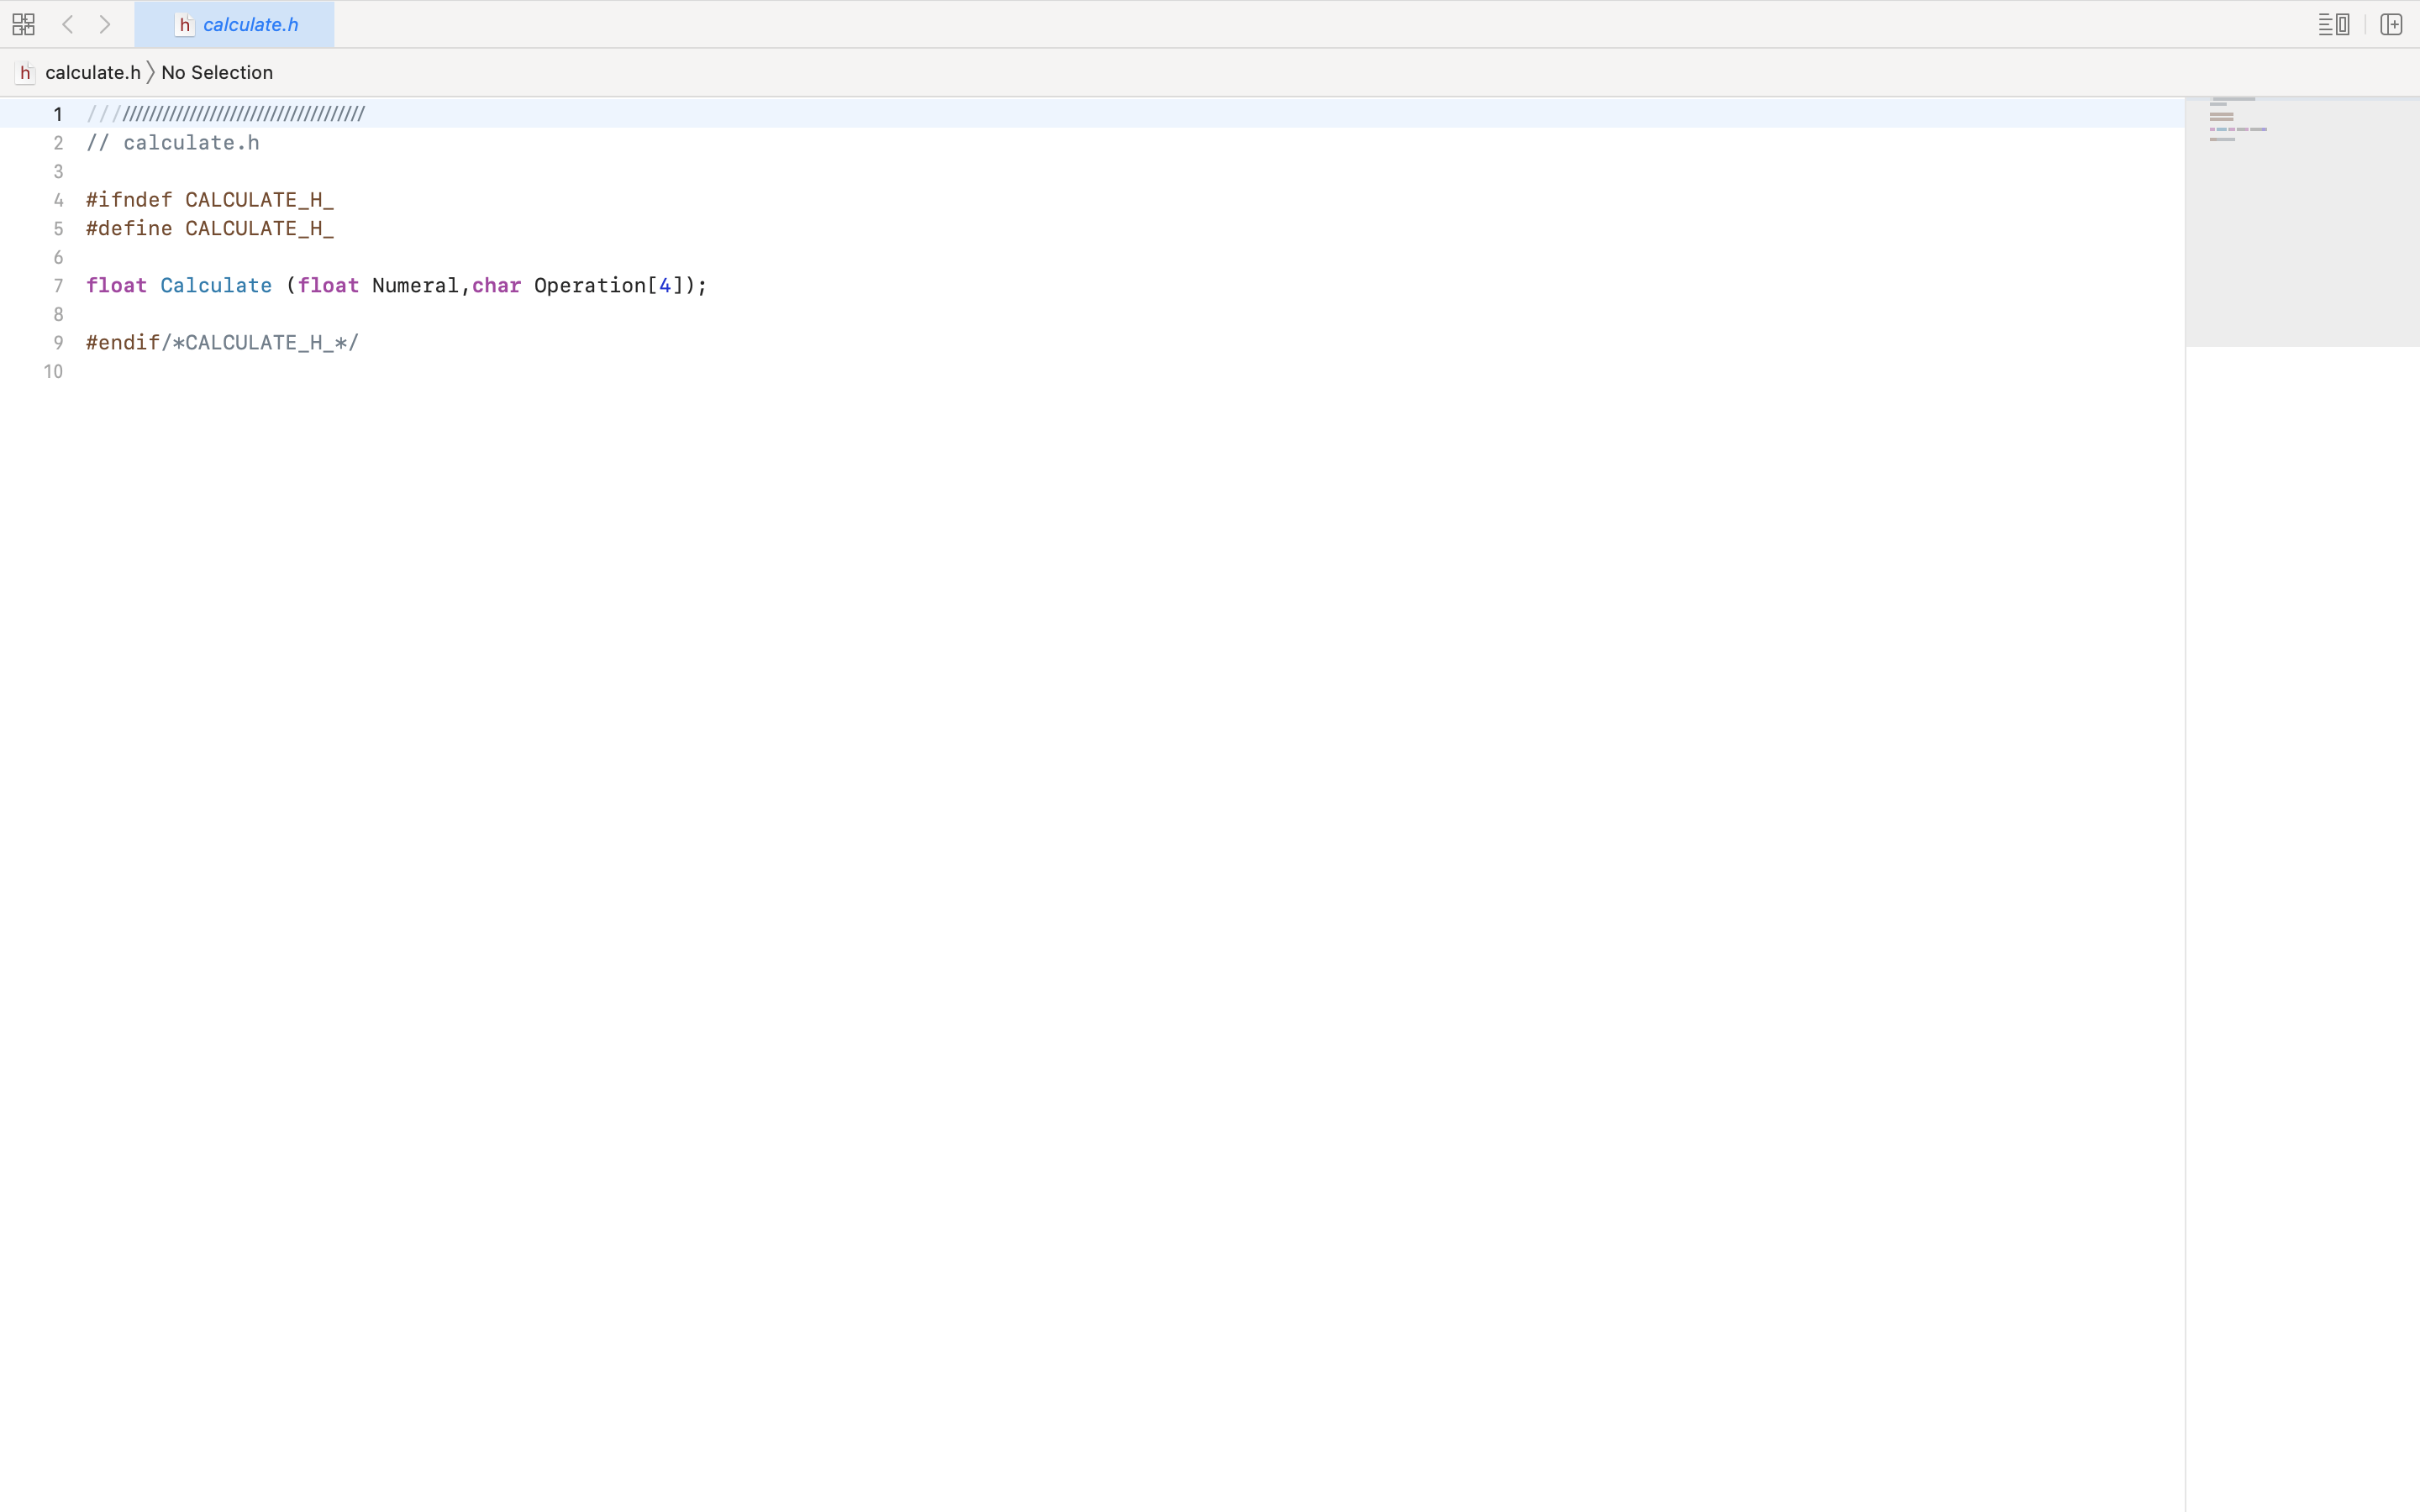 h calculate.h
h calculate.h 〉 No Selection
1 ///////////////////////////////////////
2 // calculate.h
3
4 #ifndef CALCULATE_H_
5 #define CALCULATE_H_
6
7 float Calculate (float Numeral,char Operation[4]);
8
9 #endif/*CALCULATE_H_*/
10